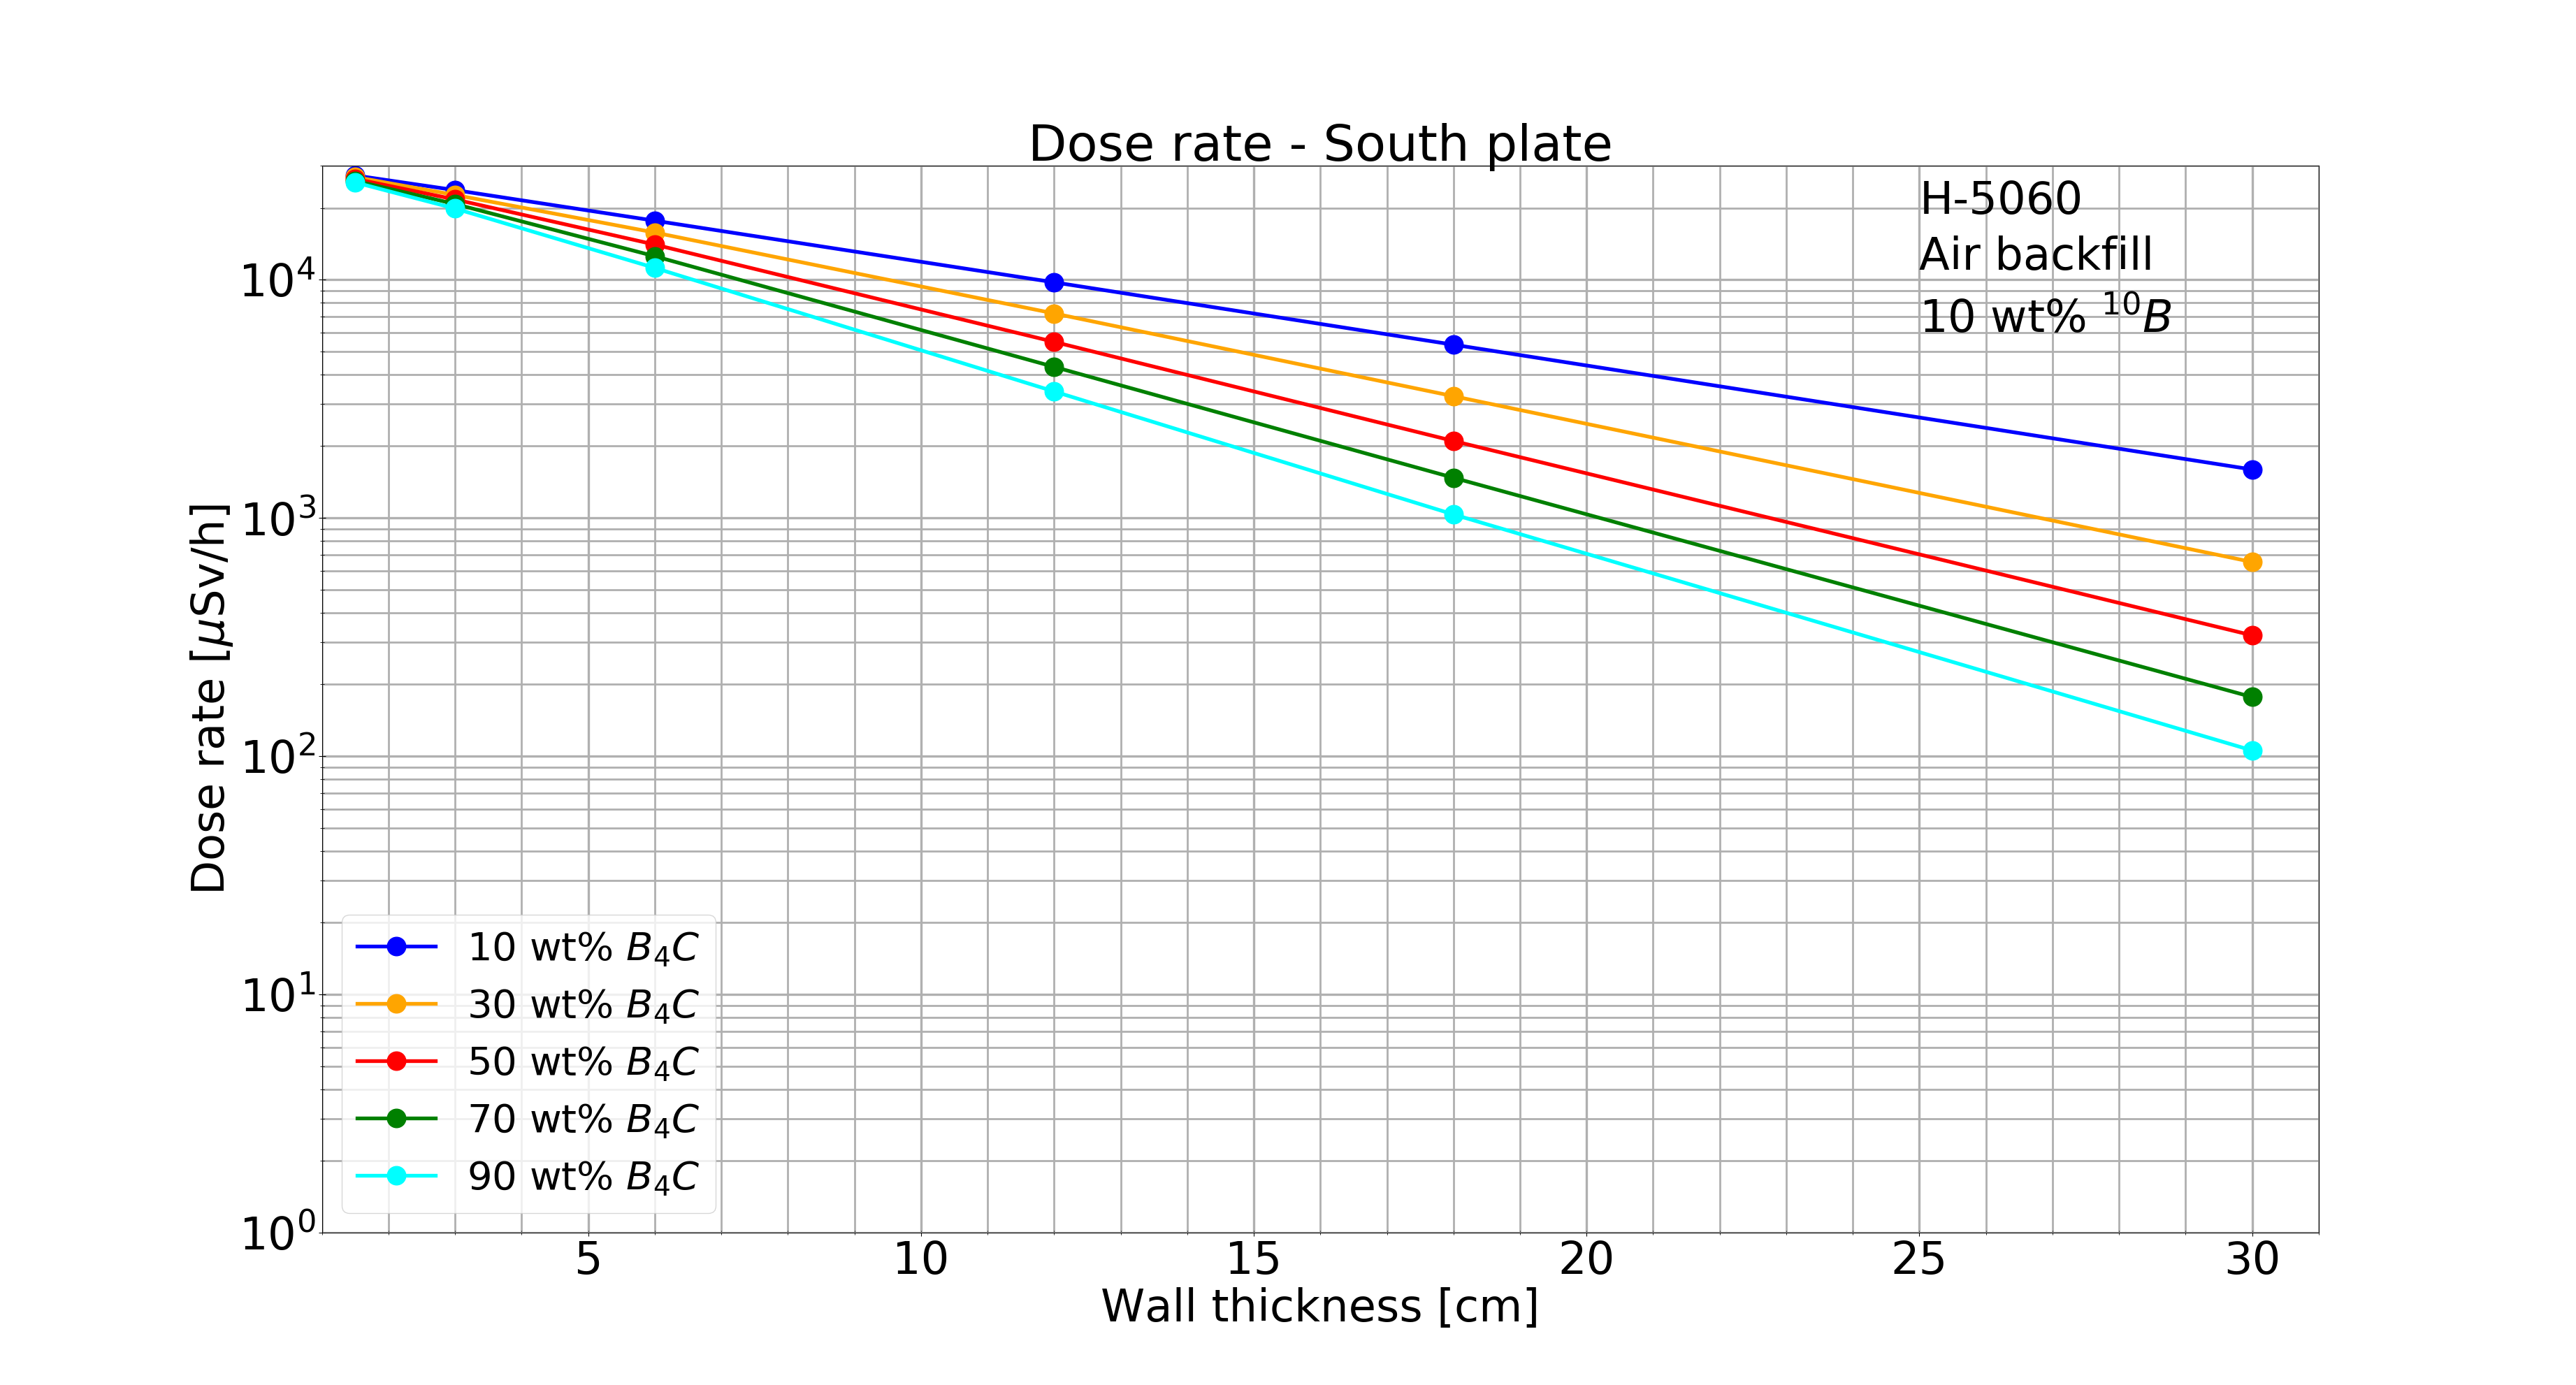 Dose rate - South plate
H-5060
Air backfill
10 wt% ¹⁰B
Dose rate [μSv/h]
10⁴
10³
10²
10¹
10⁰
10 wt% B₄C
30 wt% B₄C
50 wt% B₄C
70 wt% B₄C
90 wt% B₄C
5 10 15 20 25 30
Wall thickness [cm]